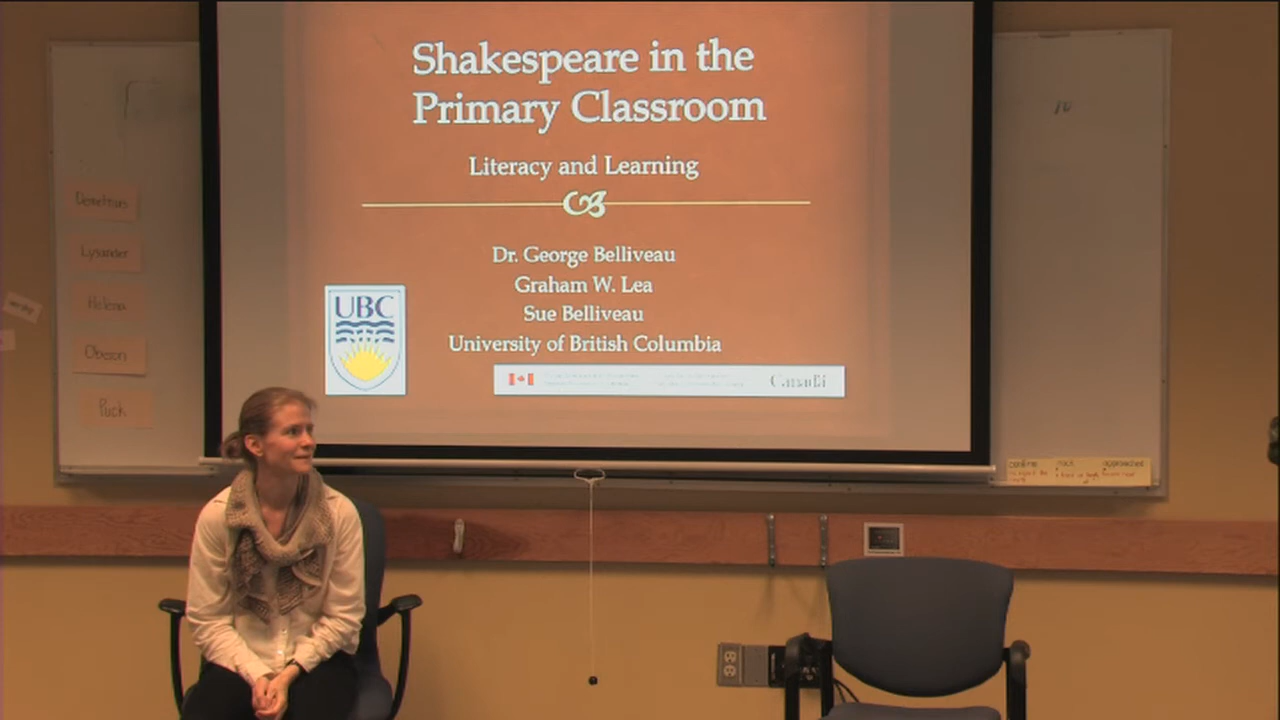 Shakespeare in the
Primary Classroom
Literacy and Learning
Dr. George Belliveau
Graham W. Lea
Sue Belliveau
University of British Columbia
UBC
Canada
Demetrius
Lysander
Helena
Oberon
Puck